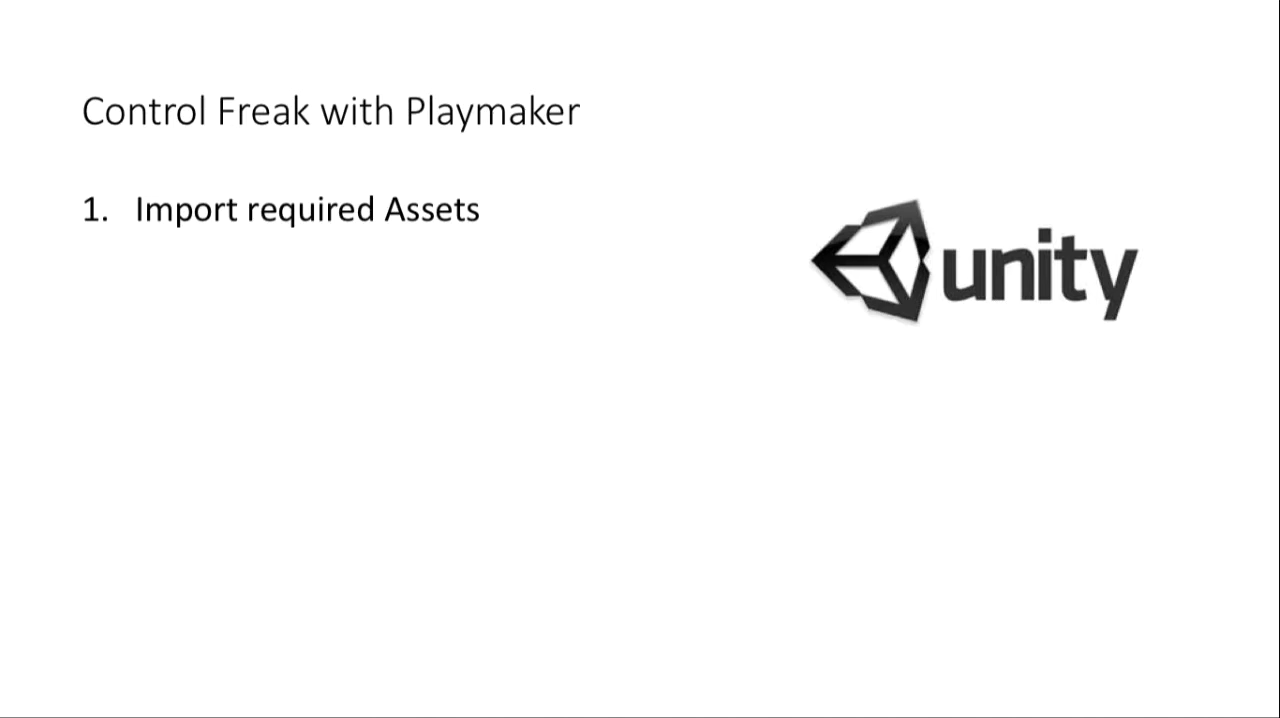 Control Freak with Playmaker
1. Import required Assets
unity